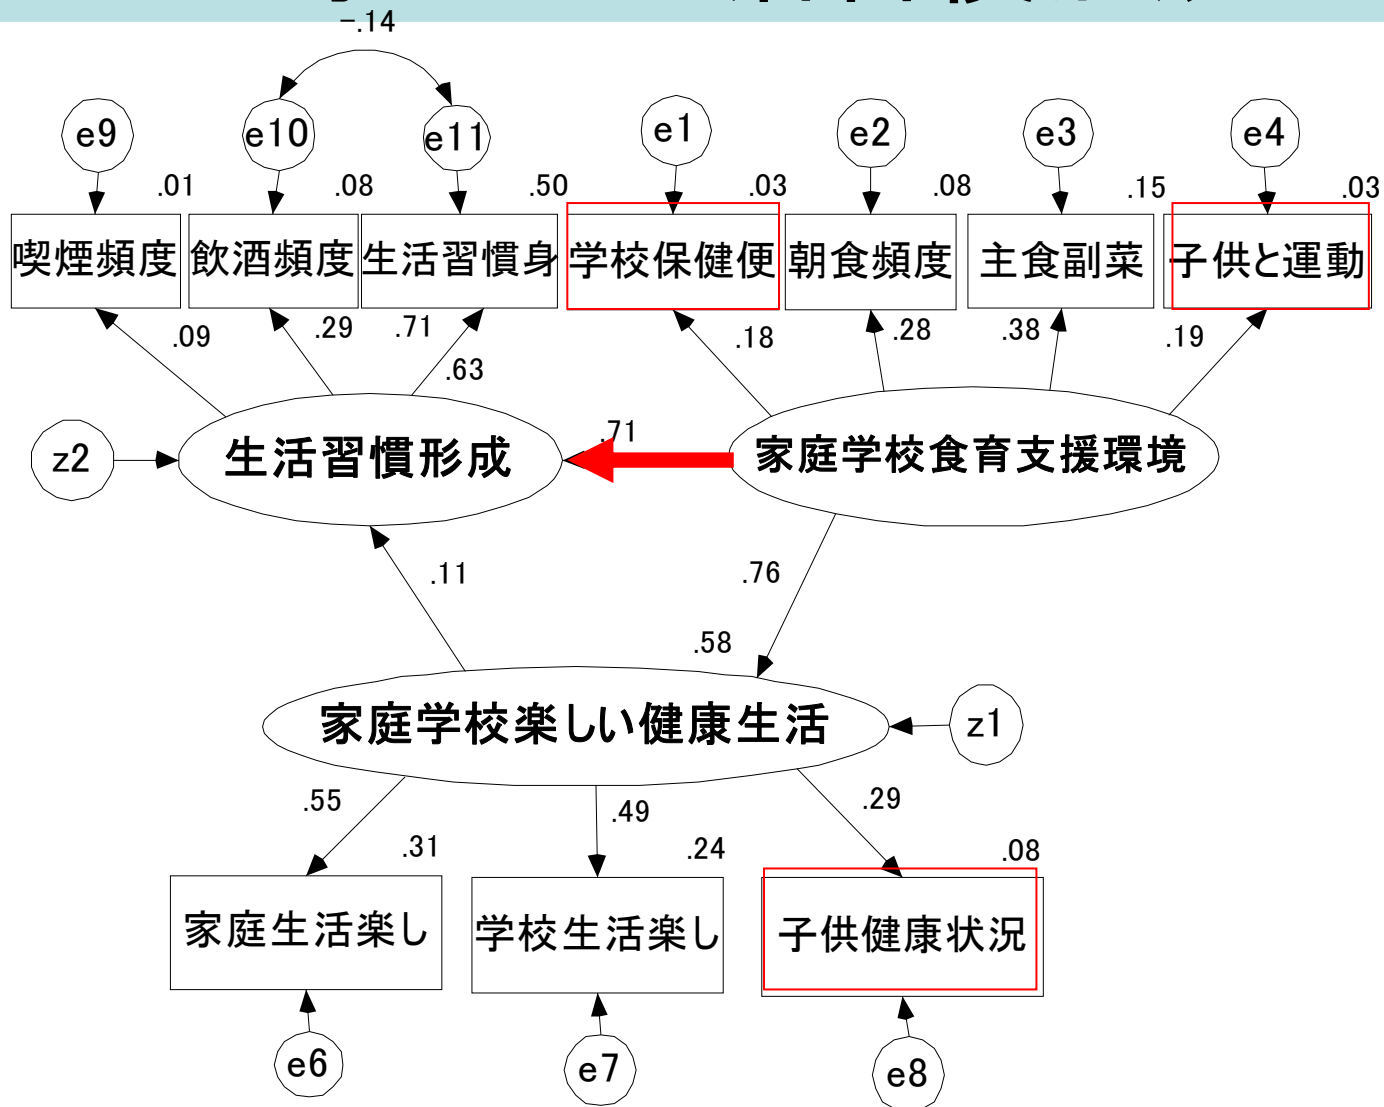 -.14
e9
e10
e11
e1
e2
e3
e4
.01
.08
.50
.03
.08
.15
.03
喫煙頻度
飲酒頻度
生活習慣身
学校保健便
朝食頻度
主食副菜
子供と運動
.09
.29
.71
.18
.28
.38
.19
.63
z2
生活習慣形成
.71
家庭学校食育支援環境
.11
.76
.58
家庭学校楽しい健康生活
z1
.55
.49
.29
.31
.24
.08
家庭生活楽し
学校生活楽し
子供健康状況
e6
e7
e8